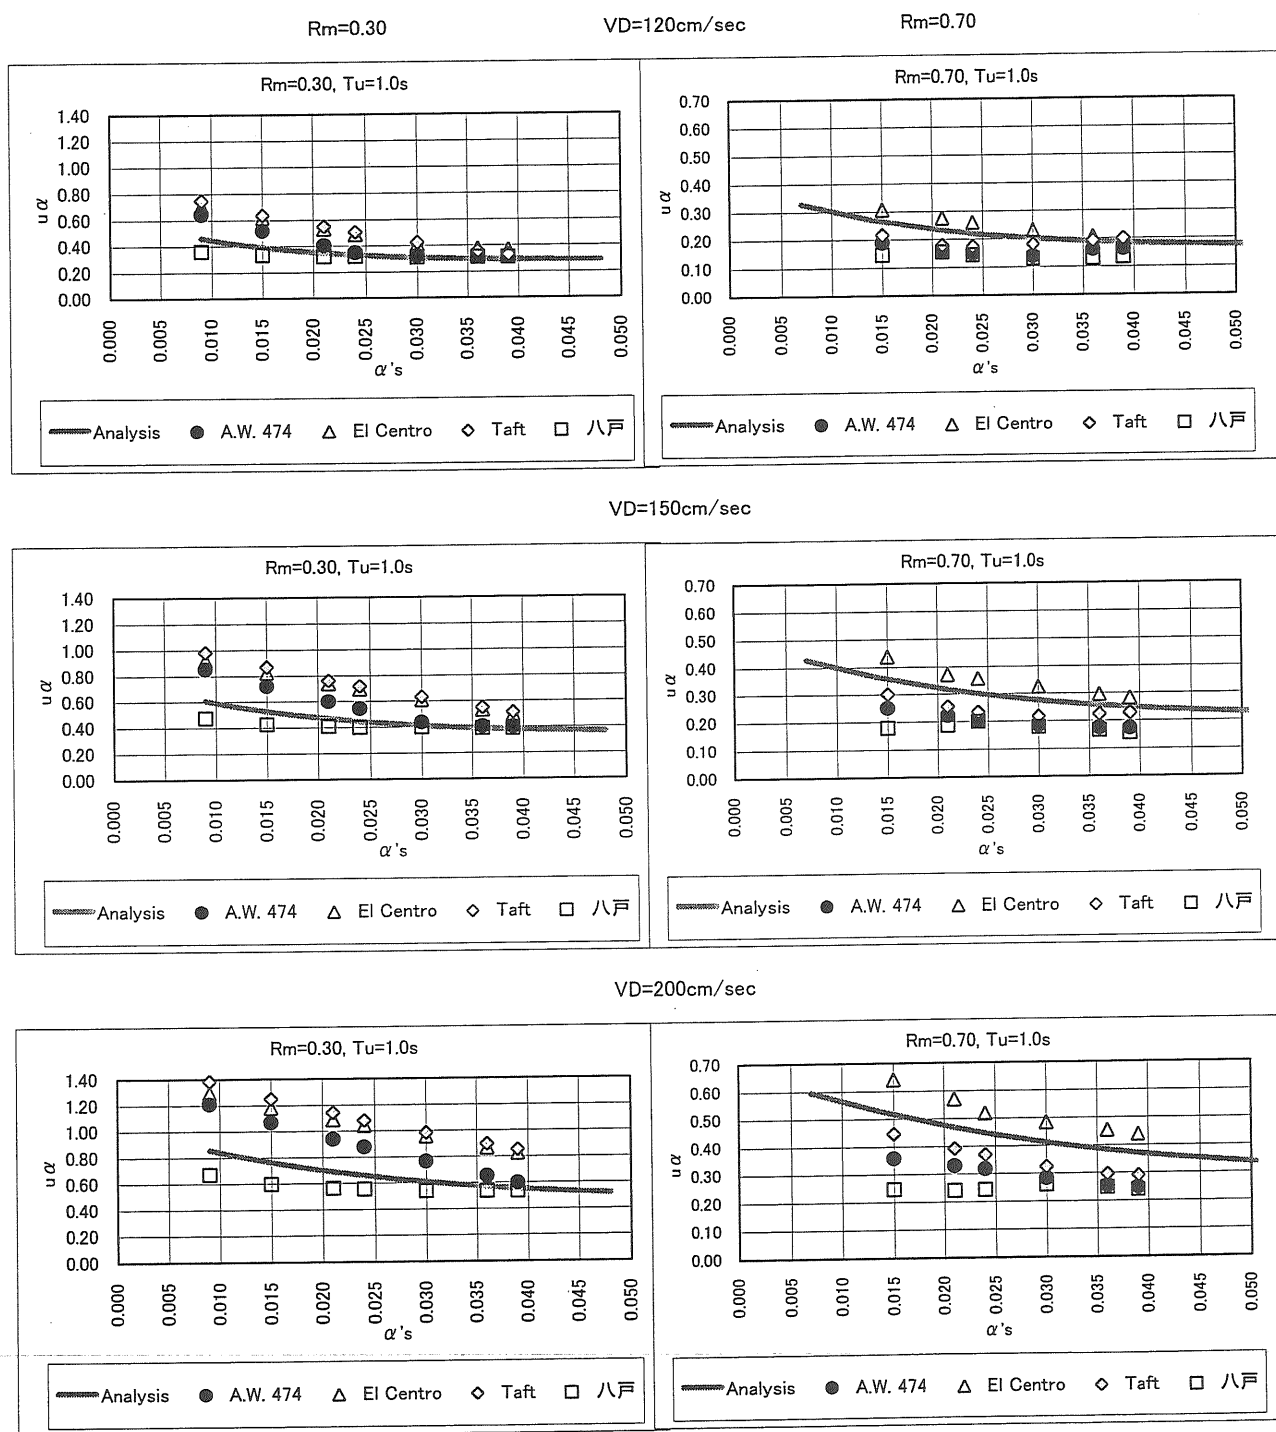 Rm=0.30 VD=120cm/sec Rm=0.70
Rm=0.30, Tu=1.0s
1.40
1.20
1.00
0.80
0.60
0.40
0.20
0.00
uα
0.000 0.005 0.010 0.015 0.020 0.025 0.030 0.035 0.040 0.045 0.050
α's
Analysis A.W. 474 El Centro Taft 八戸
Rm=0.70, Tu=1.0s
0.70
0.60
0.50
0.40
0.30
0.20
0.10
0.00
uα
0.000 0.005 0.010 0.015 0.020 0.025 0.030 0.035 0.040 0.045 0.050
α's
Analysis A.W. 474 El Centro Taft 八戸
VD=150cm/sec
Rm=0.30, Tu=1.0s
1.40
1.20
1.00
0.80
0.60
0.40
0.20
0.00
uα
0.000 0.005 0.010 0.015 0.020 0.025 0.030 0.035 0.040 0.045 0.050
α's
Analysis A.W. 474 El Centro Taft 八戸
Rm=0.70, Tu=1.0s
0.70
0.60
0.50
0.40
0.30
0.20
0.10
0.00
uα
0.000 0.005 0.010 0.015 0.020 0.025 0.030 0.035 0.040 0.045 0.050
α's
Analysis A.W. 474 El Centro Taft 八戸
VD=200cm/sec
Rm=0.30, Tu=1.0s
1.40
1.20
1.00
0.80
0.60
0.40
0.20
0.00
uα
0.000 0.005 0.010 0.015 0.020 0.025 0.030 0.035 0.040 0.045 0.050
α's
Analysis A.W. 474 El Centro Taft 八戸
Rm=0.70, Tu=1.0s
0.70
0.60
0.50
0.40
0.30
0.20
0.10
0.00
uα
0.000 0.005 0.010 0.015 0.020 0.025 0.030 0.035 0.040 0.045 0.050
α's
Analysis A.W. 474 El Centro Taft 八戸